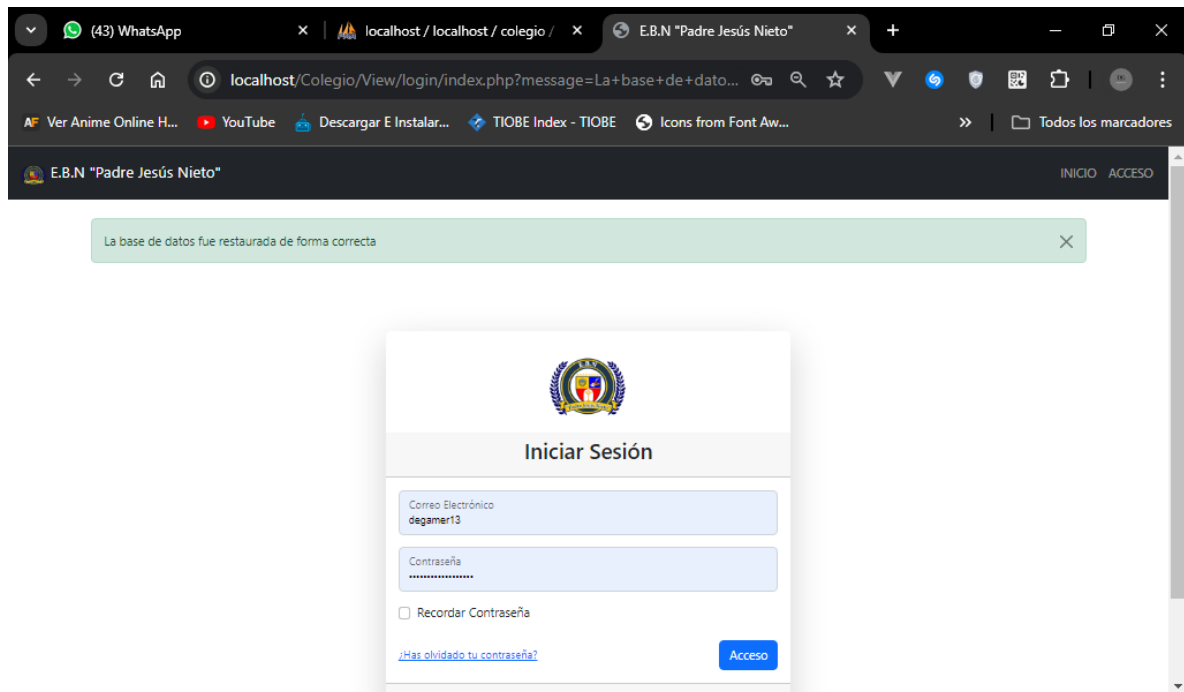 (43) WhatsApp
localhost / localhost / colegio /
E.B.N "Padre Jesús Nieto"
localhost/Colegio/View/login/index.php?message=La+base+de+dato...
AF Ver Anime Online H...
YouTube
Descargar E Instalar...
TIOBE Index - TIOBE
Icons from Font Aw...
»
Todos los marcadores
E.B.N "Padre Jesús Nieto"
INICIO ACCESO
La base de datos fue restaurada de forma correcta
E.B.N
Iniciar Sesión
Correo Electrónico
degamer13
Contraseña
••••••••••••••••••
Recordar Contraseña
¿Has olvidado tu contraseña?
Acceso